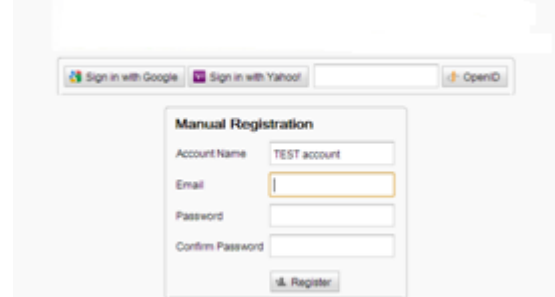 Sign in with Google Sign in with Yahoo! OpenID
Manual Registration
Account Name TEST account
Email
Password
Confirm Password
Register